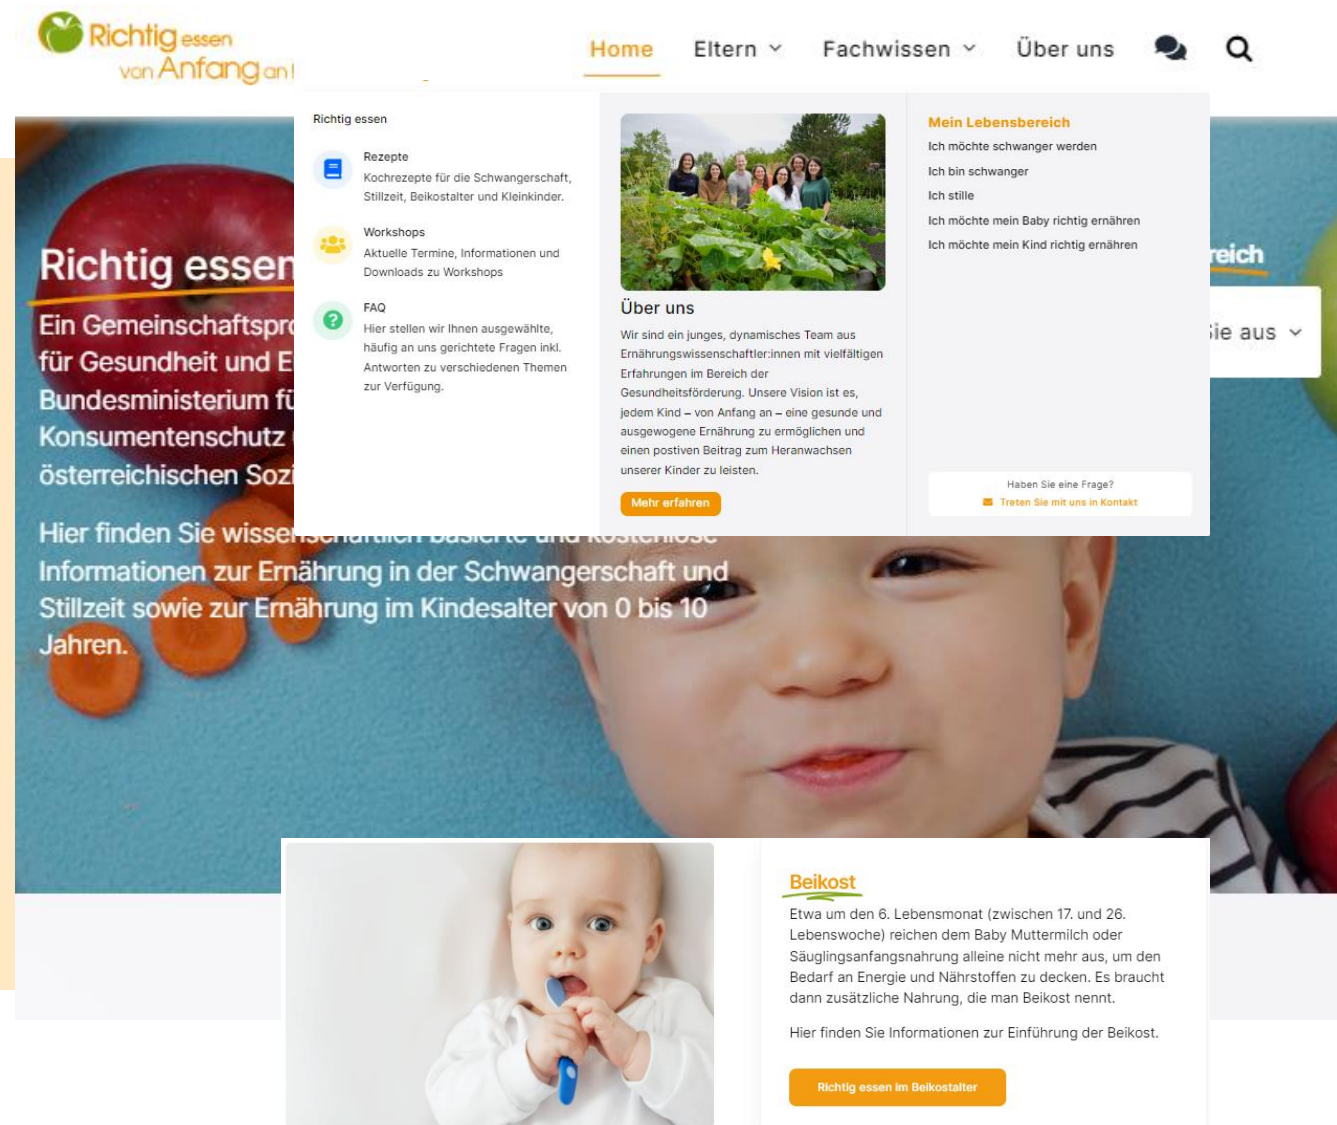 Richtig essen
von Anfang an!
Home
Eltern
Fachwissen
Über uns
Richtig essen
Rezepte
Kochrezepte für die Schwangerschaft,
Stillzeit, Beikostalter und Kleinkinder.
Workshops
Aktuelle Termine, Informationen und
Downloads zu Workshops
FAQ
Hier stellen wir Ihnen ausgewählte,
häufig an uns gerichtete Fragen inkl.
Antworten zu verschiedenen Themen
zur Verfügung.
Über uns
Wir sind ein junges, dynamisches Team aus
Ernährungswissenschaftler:innen mit vielfältigen
Erfahrungen im Bereich der
Gesundheitsförderung. Unsere Vision ist es,
jedem Kind – von Anfang an – eine gesunde und
ausgewogene Ernährung zu ermöglichen und
einen postiven Beitrag zum Heranwachsen
unserer Kinder zu leisten.
Mehr erfahren
Mein Lebensbereich
Ich möchte schwanger werden
Ich bin schwanger
Ich stille
Ich möchte mein Baby richtig ernähren
Ich möchte mein Kind richtig ernähren
Haben Sie eine Frage?
Treten Sie mit uns in Kontakt
reich
Sie aus
Richtig essen
Ein Gemeinschaftspro
für Gesundheit und E
Bundesministerium fü
Konsumentenschutz
österreichischen Sozi
Hier finden Sie wissenschaftlich basierte und kostenlose
Informationen zur Ernährung in der Schwangerschaft und
Stillzeit sowie zur Ernährung im Kindesalter von 0 bis 10
Jahren.
Beikost
Etwa um den 6. Lebensmonat (zwischen 17. und 26.
Lebenswoche) reichen dem Baby Muttermilch oder
Säuglingsanfangsnahrung alleine nicht mehr aus, um den
Bedarf an Energie und Nährstoffen zu decken. Es braucht
dann zusätzliche Nahrung, die man Beikost nennt.
Hier finden Sie Informationen zur Einführung der Beikost.
Richtig essen im Beikostalter